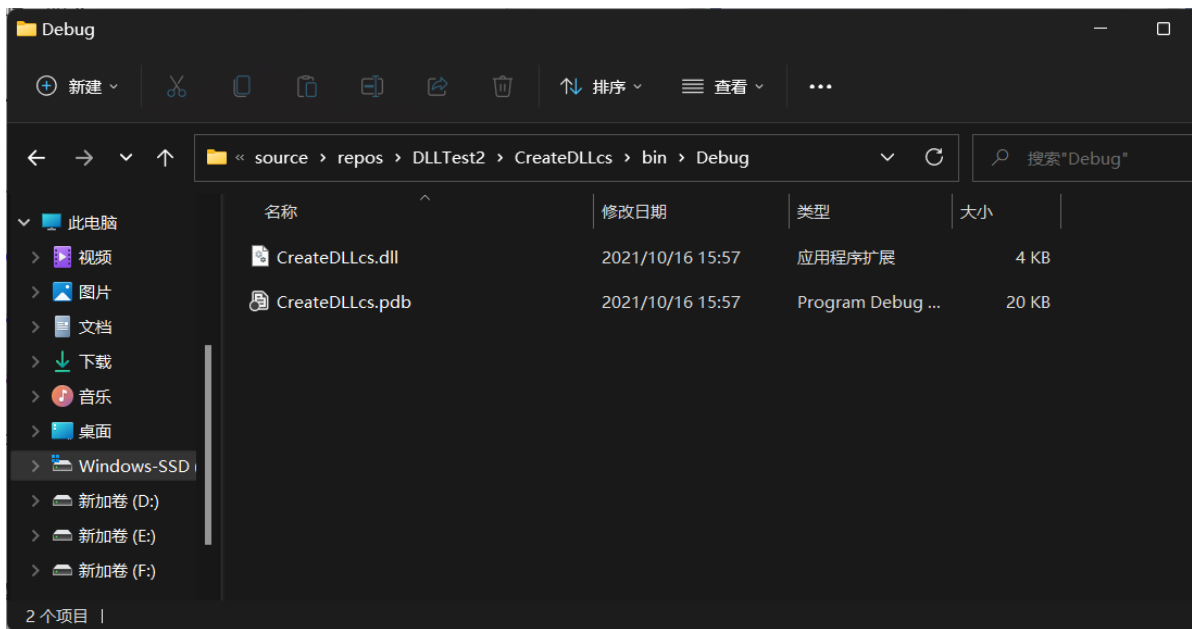 Debug
新建 排序 查看 •••
« source › repos › DLLTest2 › CreateDLLcs › bin › Debug 搜索"Debug"
名称 修改日期 类型 大小
此电脑
视频
图片
文档
下载
音乐
桌面
Windows-SSD (
新加卷 (D:)
新加卷 (E:)
新加卷 (F:)
CreateDLLcs.dll 2021/10/16 15:57 应用程序扩展 4 KB
CreateDLLcs.pdb 2021/10/16 15:57 Program Debug ... 20 KB
2 个项目